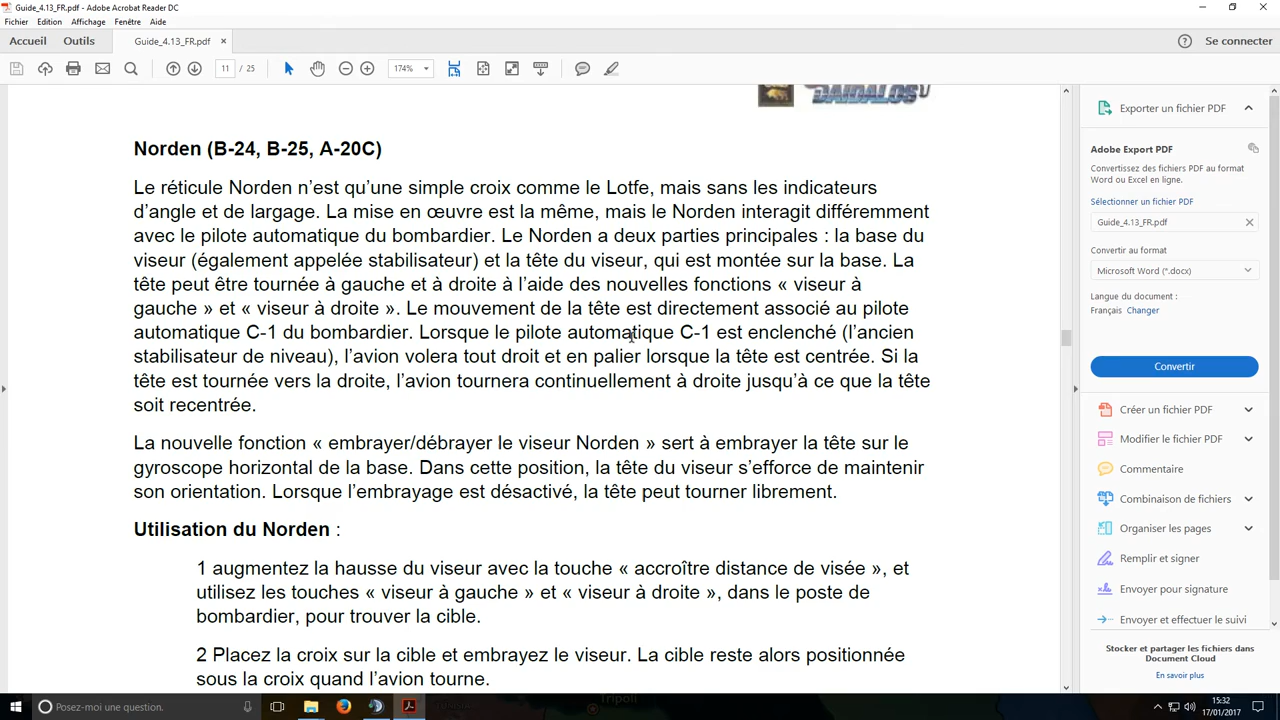 Guide_4.13_FR.pdf - Adobe Acrobat Reader DC
Fichier Edition Affichage Fenêtre Aide
Accueil Outils Guide_4.13_FR.pdf × Se connecter
11 / 25 174%
DAIDALOS
Norden (B-24, B-25, A-20C)
Le réticule Norden n’est qu’une simple croix comme le Lotfe, mais sans les indicateurs
d’angle et de largage. La mise en œuvre est la même, mais le Norden interagit différemment
avec le pilote automatique du bombardier. Le Norden a deux parties principales : la base du
viseur (également appelée stabilisateur) et la tête du viseur, qui est montée sur la base. La
tête peut être tournée à gauche et à droite à l’aide des nouvelles fonctions « viseur à
gauche » et « viseur à droite ». Le mouvement de la tête est directement associé au pilote
automatique C-1 du bombardier. Lorsque le pilote automatique C-1 est enclenché (l’ancien
stabilisateur de niveau), l’avion volera tout droit et en palier lorsque la tête est centrée. Si la
tête est tournée vers la droite, l’avion tournera continuellement à droite jusqu’à ce que la tête
soit recentrée.
La nouvelle fonction « embrayer/débrayer le viseur Norden » sert à embrayer la tête sur le
gyroscope horizontal de la base. Dans cette position, la tête du viseur s’efforce de maintenir
son orientation. Lorsque l’embrayage est désactivé, la tête peut tourner librement.
Utilisation du Norden :
1 augmentez la hausse du viseur avec la touche « accroître distance de visée », et
utilisez les touches « viseur à gauche » et « viseur à droite », dans le poste de
bombardier, pour trouver la cible.
2 Placez la croix sur la cible et embrayez le viseur. La cible reste alors positionnée
sous la croix quand l’avion tourne.
Exporter un fichier PDF
Adobe Export PDF
Convertissez des fichiers PDF au format
Word ou Excel en ligne.
Sélectionner un fichier PDF
Guide_4.13_FR.pdf
Convertir au format
Microsoft Word (*.docx)
Langue du document :
Français Changer
Convertir
Créer un fichier PDF
Modifier le fichier PDF
Commentaire
Combinaison de fichiers
Organiser les pages
Remplir et signer
Envoyer pour signature
Envoyer et effectuer le suivi
Stocker et partager les fichiers dans
Document Cloud
En savoir plus
Posez-moi une question.
Tripoli
15:32
17/01/2017